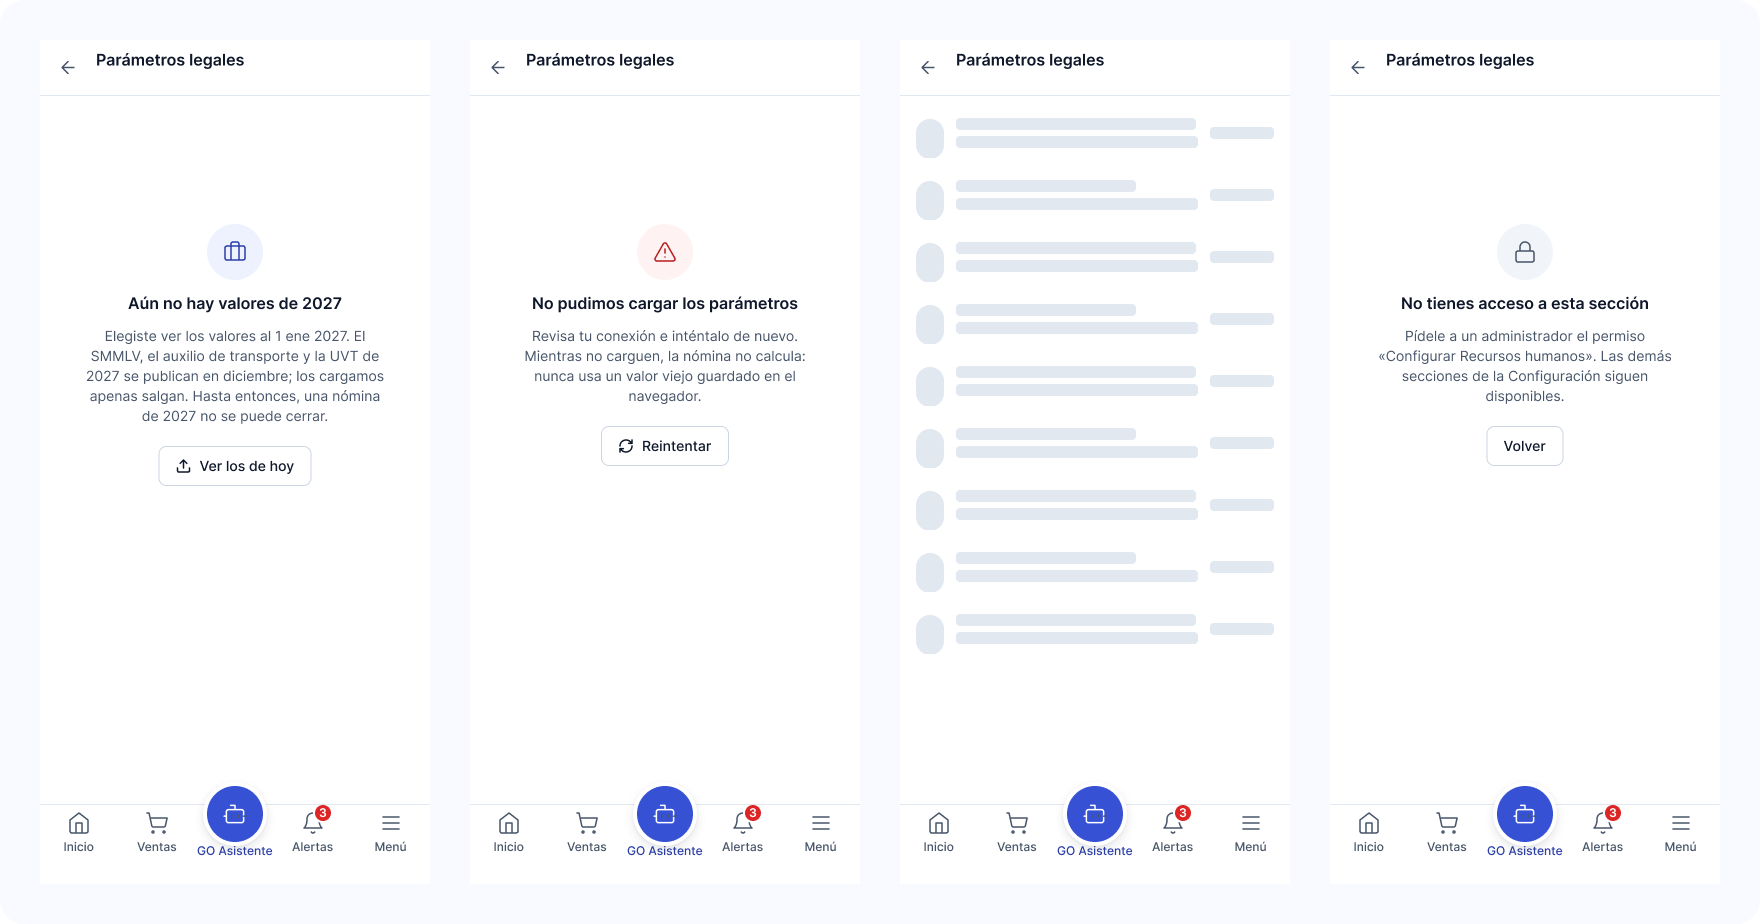 Parámetros legales
Aún no hay valores de 2027
Elegiste ver los valores al 1 ene 2027. El
SMMLV, el auxilio de transporte y la UVT de
2027 se publican en diciembre; los cargamos
apenas salgan. Hasta entonces, una nómina
de 2027 no se puede cerrar.
Ver los de hoy
Inicio
Ventas
GO Asistente
3
Alertas
Menú
Parámetros legales
No pudimos cargar los parámetros
Revisa tu conexión e inténtalo de nuevo.
Mientras no carguen, la nómina no calcula:
nunca usa un valor viejo guardado en el
navegador.
Reintentar
Inicio
Ventas
GO Asistente
3
Alertas
Menú
Parámetros legales
Inicio
Ventas
GO Asistente
3
Alertas
Menú
Parámetros legales
No tienes acceso a esta sección
Pídele a un administrador el permiso
«Configurar Recursos humanos». Las demás
secciones de la Configuración siguen
disponibles.
Volver
Inicio
Ventas
GO Asistente
3
Alertas
Menú